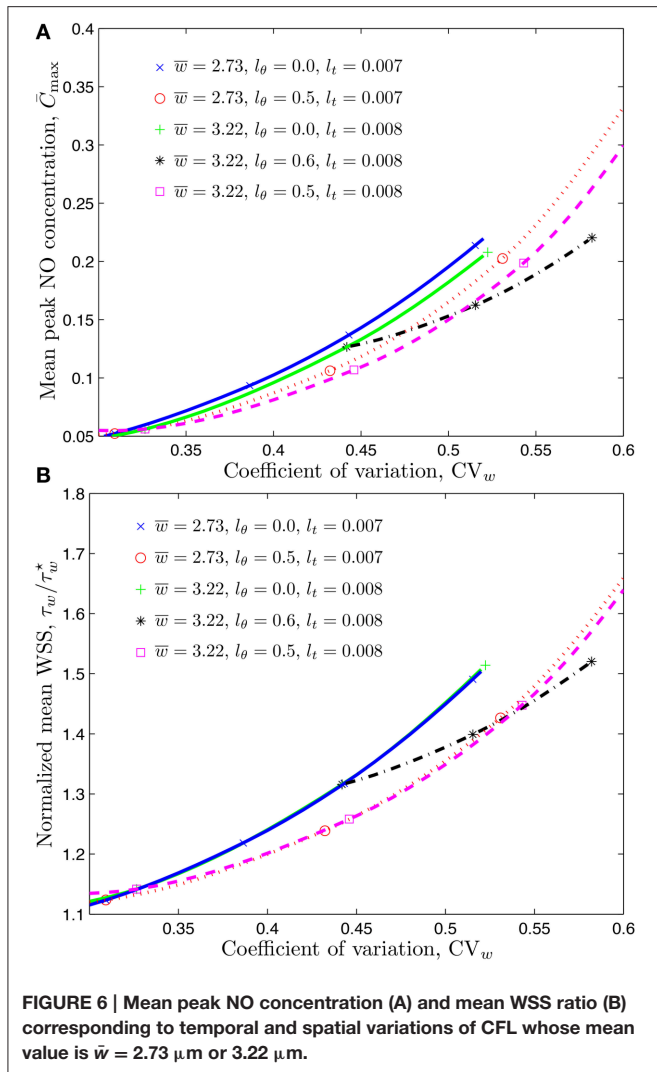 A
0.4
0.35
0.3
0.25
0.2
0.15
0.1
0.05
Mean peak NO concentration, C̄max
w̅ = 2.73, lθ = 0.0, lt = 0.007
w̅ = 2.73, lθ = 0.5, lt = 0.007
w̅ = 3.22, lθ = 0.0, lt = 0.008
w̅ = 3.22, lθ = 0.6, lt = 0.008
w̅ = 3.22, lθ = 0.5, lt = 0.008
0.35 0.4 0.45 0.5 0.55 0.6
Coefficient of variation, CVw
B
1.8
1.7
1.6
1.5
1.4
1.3
1.2
1.1
Normalized mean WSS, τw/τ*w
w̅ = 2.73, lθ = 0.0, lt = 0.007
w̅ = 2.73, lθ = 0.5, lt = 0.007
w̅ = 3.22, lθ = 0.0, lt = 0.008
w̅ = 3.22, lθ = 0.6, lt = 0.008
w̅ = 3.22, lθ = 0.5, lt = 0.008
0.35 0.4 0.45 0.5 0.55 0.6
Coefficient of variation, CVw
FIGURE 6 | Mean peak NO concentration (A) and mean WSS ratio (B)
corresponding to temporal and spatial variations of CFL whose mean
value is w̄ = 2.73 μm or 3.22 μm.